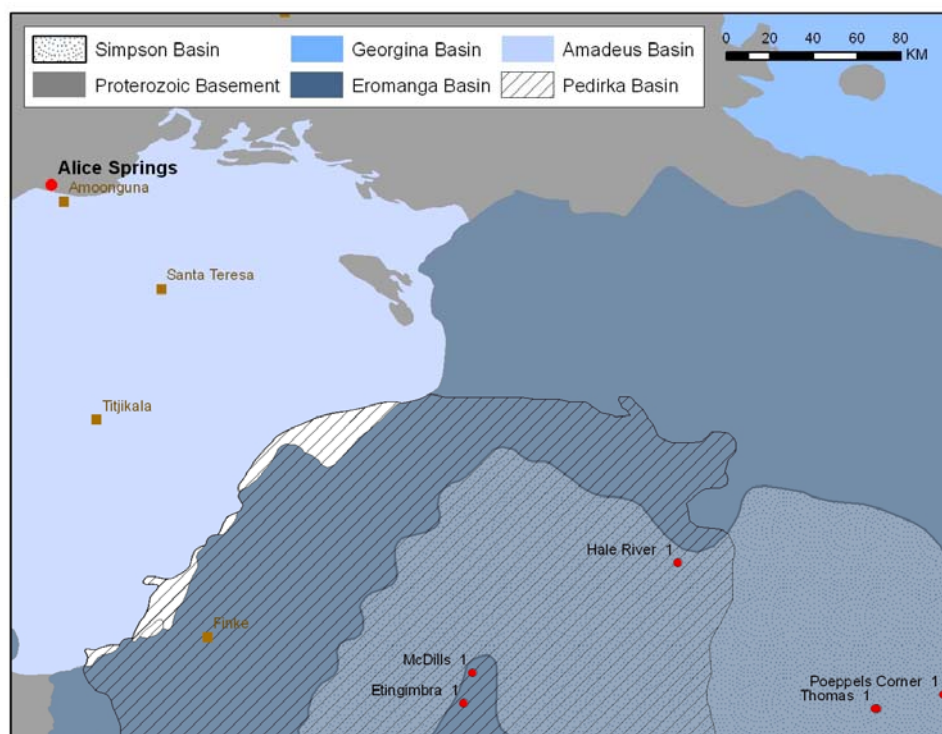 Simpson Basin
Georgina Basin
Amadeus Basin
Proterozoic Basement
Eromanga Basin
Pedirka Basin
0 20 40 60 80
KM
Alice Springs
Amoonguna
Santa Teresa
Titjikala
Hale River 1
Finke
McDills 1
Etingimbra 1
Poeppels Corner 1
Thomas 1